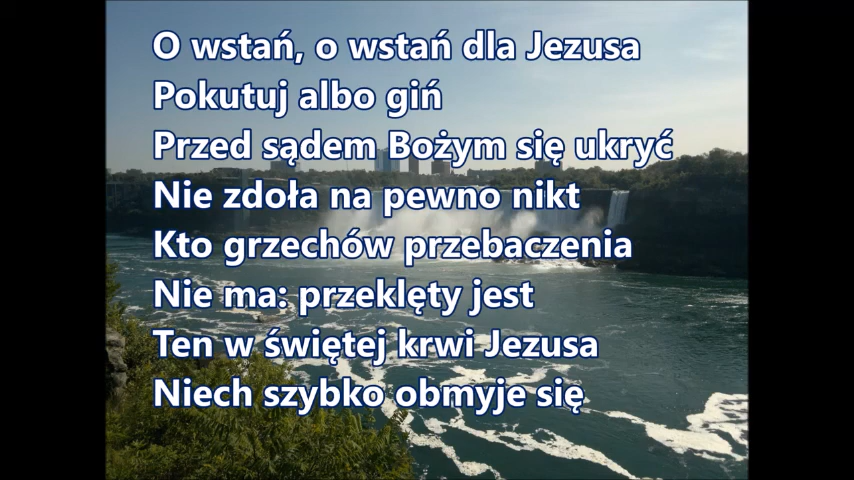 O wstań, o wstań dla Jezusa
Pokutuj albo giń
Przed sądem Bożym się ukryć
Nie zdoła na pewno nikt
Kto grzechów przebaczenia
Nie ma: przeklęty jest
Ten w świętej krwi Jezusa
Niech szybko obmyje się